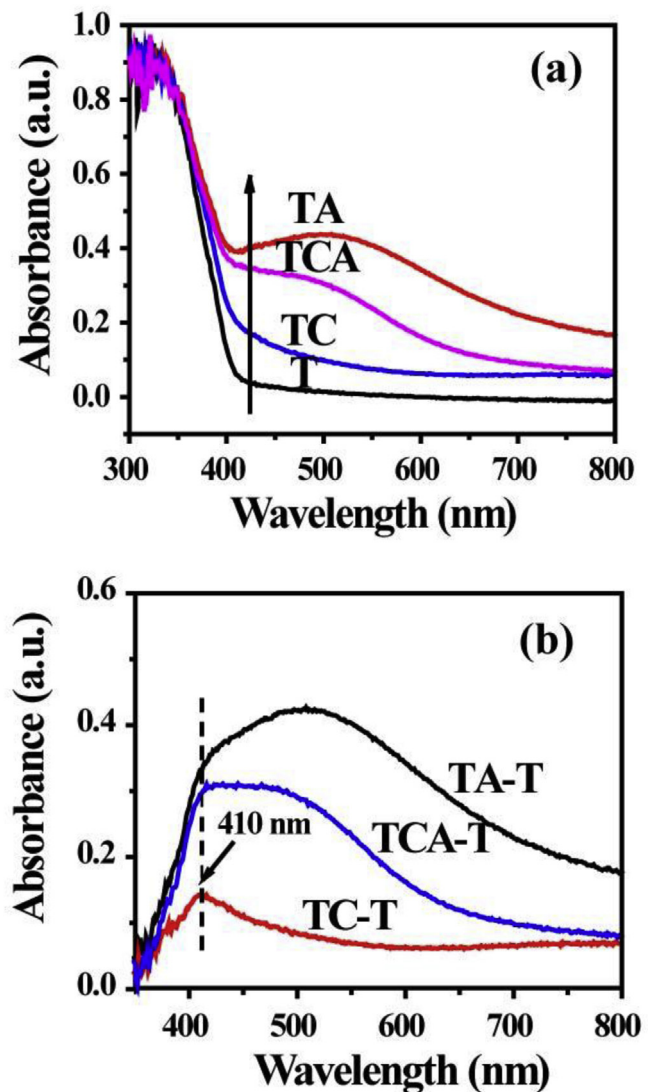 (a)
Absorbance (a.u.)
1.0
0.8
0.6
0.4
0.2
0.0
TA
TCA
TC
T
300 400 500 600 700 800
Wavelength (nm)
(b)
Absorbance (a.u.)
0.6
0.4
0.2
0.0
TA-T
410 nm
TCA-T
TC-T
400 500 600 700 800
Wavelength (nm)